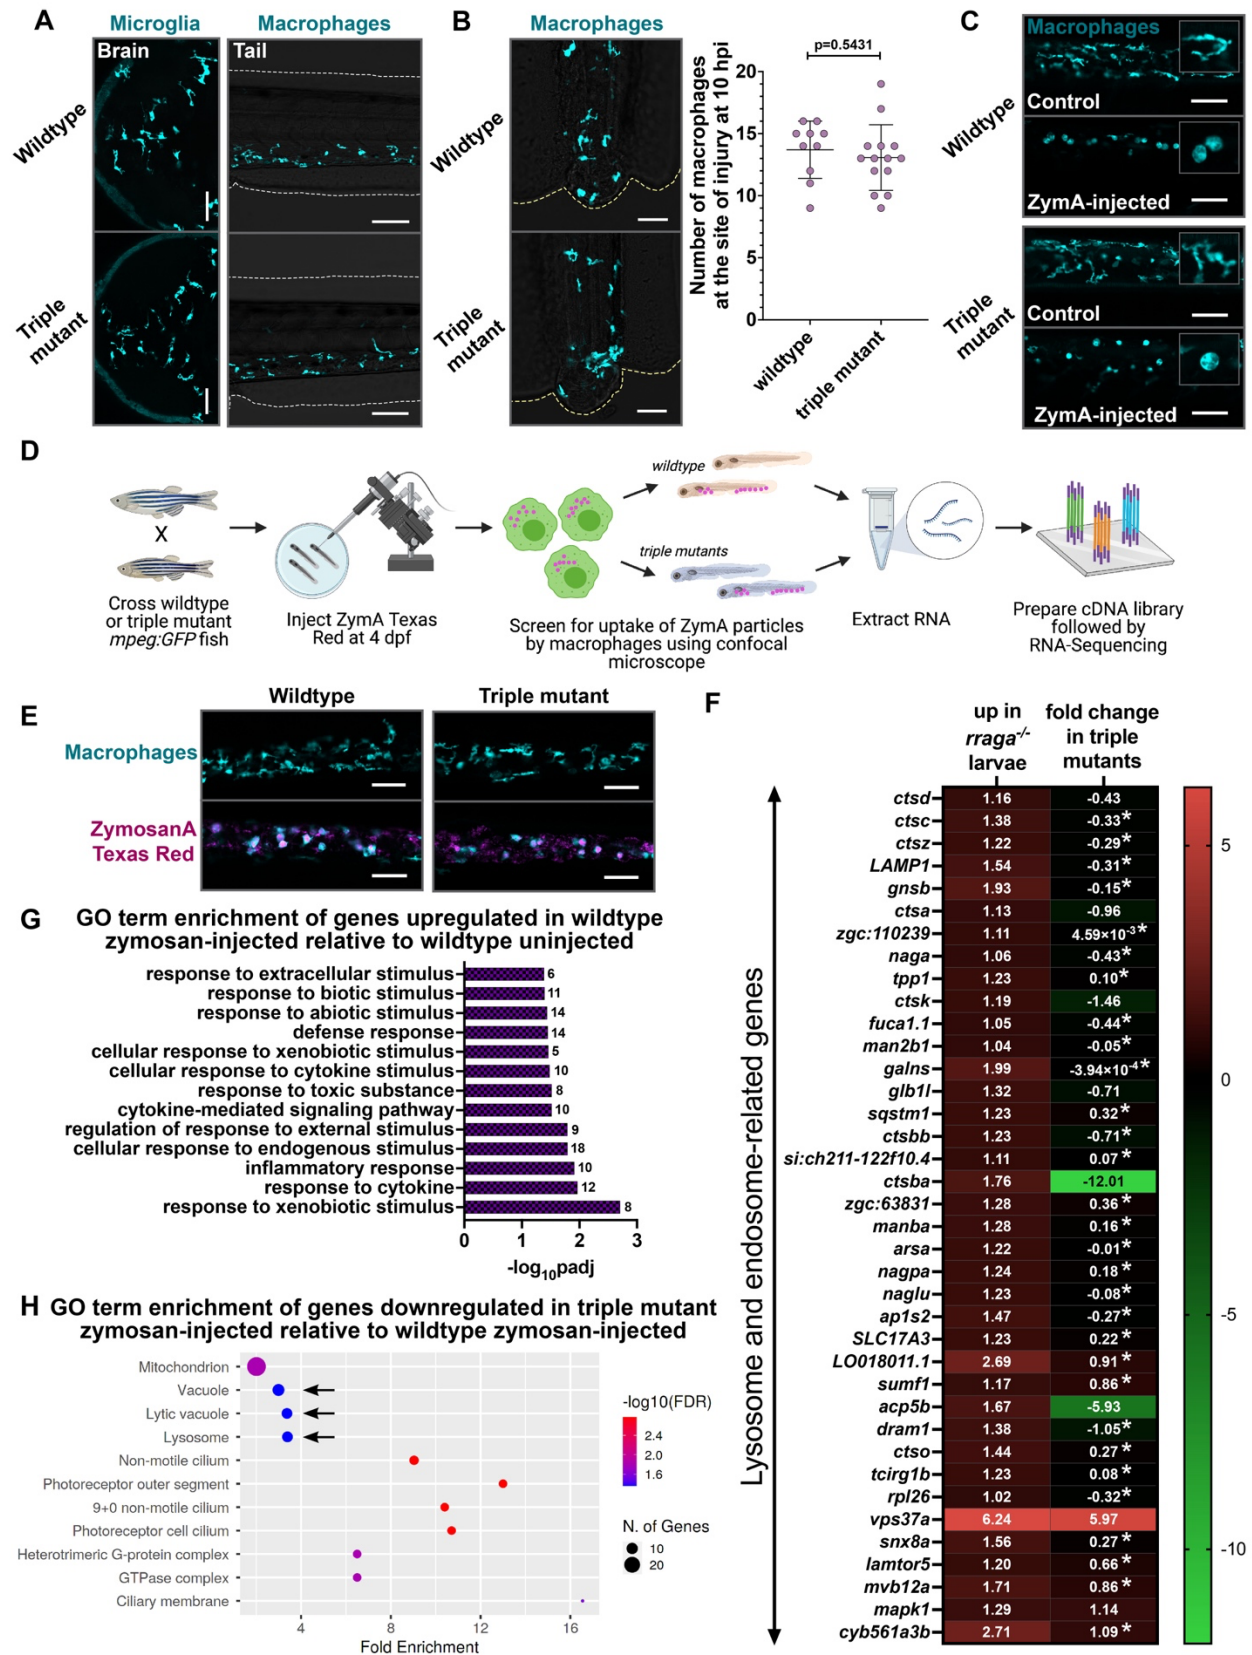 A
Microglia
Macrophages
Brain
Tail
Wildtype
Triple
mutant
B
Macrophages
Wildtype
Triple
mutant
p=0.5431
Number of macrophages
at the site of injury at 10 hpi
20
15
10
5
0
wildtype
triple mutant
C
Macrophages
Control
ZymA-injected
Control
ZymA-injected
Wildtype
Triple
mutant
D
wildtype
triple mutants
X
Cross wildtype
or triple mutant
mpeg:GFP fish
Inject ZymA Texas
Red at 4 dpf
Screen for uptake of ZymA particles
by macrophages using confocal
microscope
Extract RNA
Prepare cDNA library
followed by
RNA-Sequencing
E
Wildtype
Triple mutant
Macrophages
ZymosanA
Texas Red
F
up in
rraga-/-
larvae
fold change
in triple
mutants
Lysosome and endosome-related genes
ctsd 1.16 -0.43
ctsc 1.38 -0.33*
ctsz 1.22 -0.29*
LAMP1 1.54 -0.31*
gnsb 1.93 -0.15*
ctsa 1.13 -0.96
zgc:110239 1.11 4.59×10-3*
naga 1.06 -0.43*
tpp1 1.23 0.10*
ctsk 1.19 -1.46
fuca1.1 1.05 -0.44*
man2b1 1.04 -0.05*
galns 1.99 -3.94×10-4*
glb1l 1.32 -0.71
sqstm1 1.23 0.32*
ctsbb 1.23 -0.71*
si:ch211-122f10.4 1.11 0.07*
ctsba 1.76 -12.01
zgc:63831 1.28 0.36*
manba 1.28 0.16*
arsa 1.22 -0.01*
nagpa 1.24 0.18*
naglu 1.23 -0.08*
ap1s2 1.47 -0.27*
SLC17A3 1.23 0.22*
LO018011.1 2.69 0.91*
sumf1 1.17 0.86*
acp5b 1.67 -5.93
dram1 1.38 -1.05*
ctso 1.44 0.27*
tcirg1b 1.23 0.08*
rpl26 1.02 -0.32*
vps37a 6.24 5.97
snx8a 1.56 0.27*
lamtor5 1.20 0.66*
mvb12a 1.71 0.86*
mapk1 1.29 1.14
cyb561a3b 2.71 1.09*
5
0
-5
-10
G
GO term enrichment of genes upregulated in wildtype
zymosan-injected relative to wildtype uninjected
response to extracellular stimulus 6
response to biotic stimulus 11
response to abiotic stimulus 14
defense response 14
cellular response to xenobiotic stimulus 5
cellular response to cytokine stimulus 10
response to toxic substance 8
cytokine-mediated signaling pathway 10
regulation of response to external stimulus 9
cellular response to endogenous stimulus 18
inflammatory response 10
response to cytokine 12
response to xenobiotic stimulus 8
0 1 2 3
-log10padj
H
GO term enrichment of genes downregulated in triple mutant
zymosan-injected relative to wildtype zymosan-injected
Mitochondrion
Vacuole
Lytic vacuole
Lysosome
Non-motile cilium
Photoreceptor outer segment
9+0 non-motile cilium
Photoreceptor cell cilium
Heterotrimeric G-protein complex
GTPase complex
Ciliary membrane
4 8 12 16
Fold Enrichment
-log10(FDR)
2.4
2.0
1.6
N. of Genes
10
20